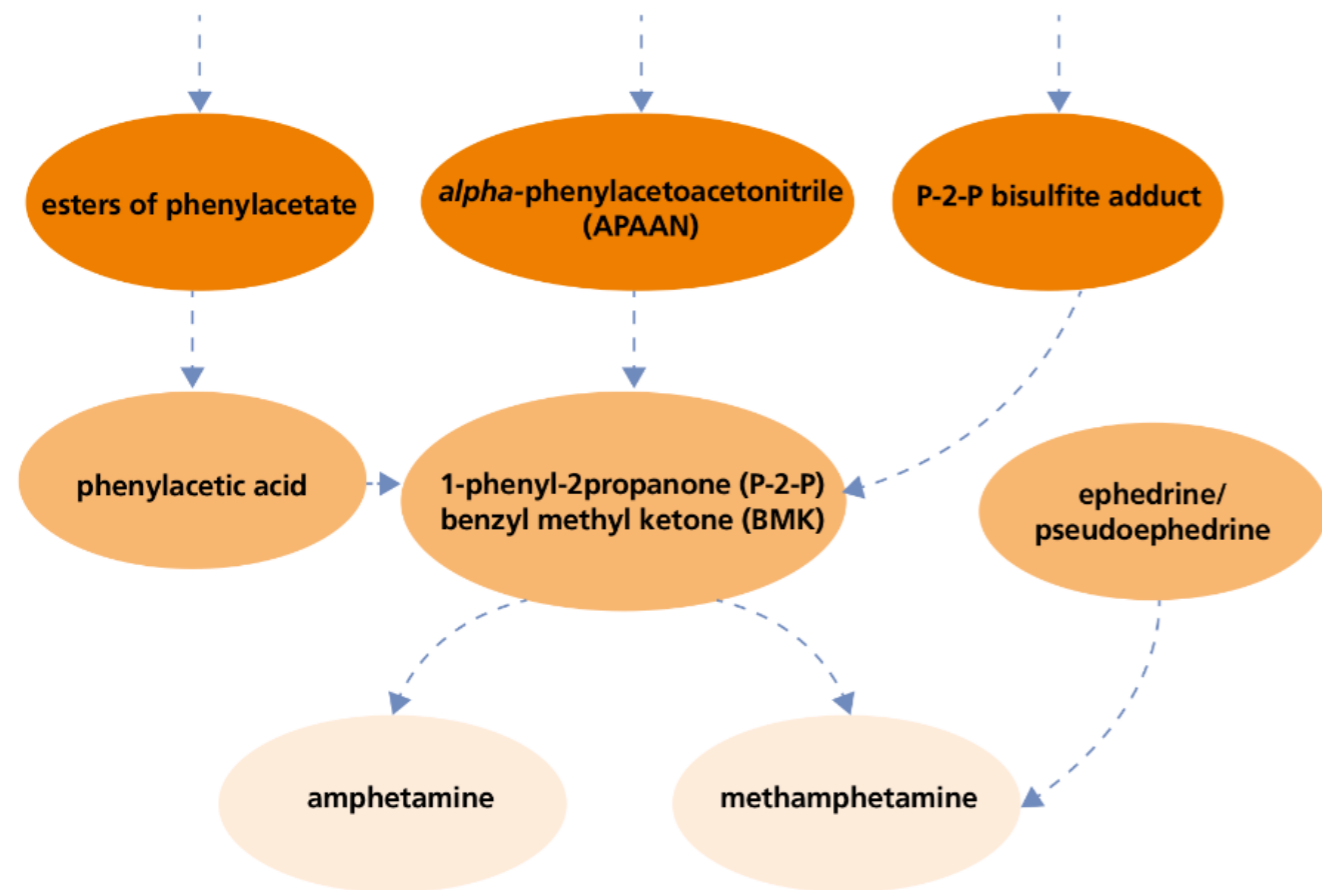 esters of phenylacetate
alpha-phenylacetoacetonitrile
(APAAN)
P-2-P bisulfite adduct
phenylacetic acid
1-phenyl-2propanone (P-2-P)
benzyl methyl ketone (BMK)
ephedrine/
pseudoephedrine
amphetamine
methamphetamine